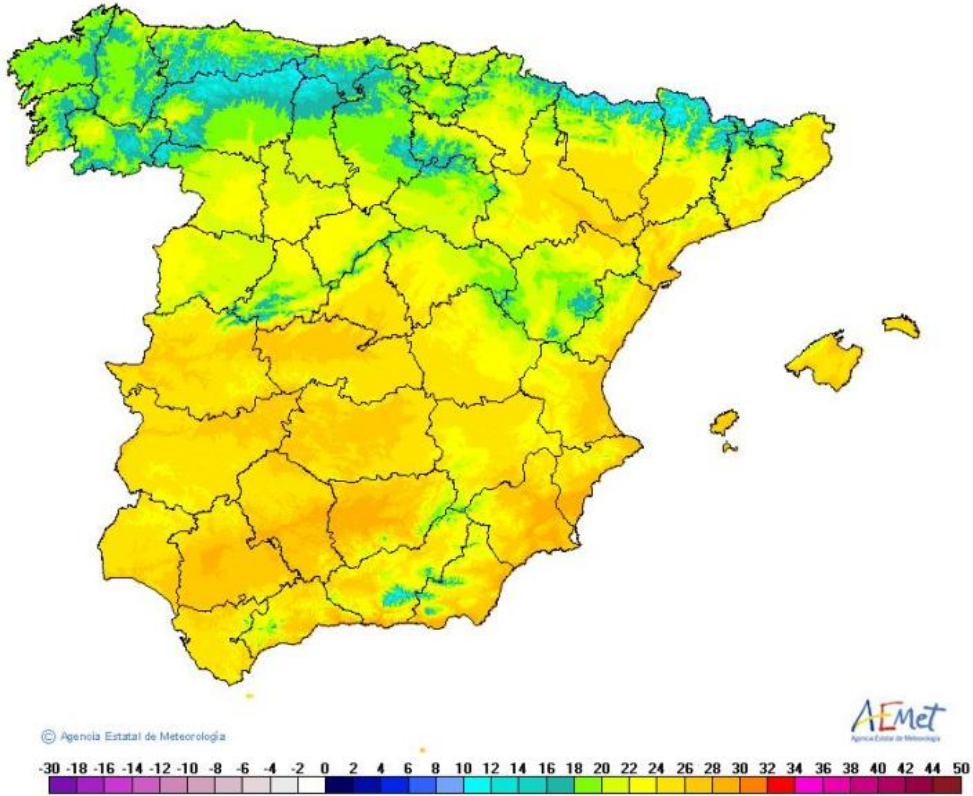 © Agencia Estatal de Meteorología
AEMet
Agencia Estatal de Meteorología
-30 -18 -16 -14 -12 -10 -8 -6 -4 -2 0 2 4 6 8 10 12 14 16 18 20 22 24 26 28 30 32 34 36 38 40 42 44 50